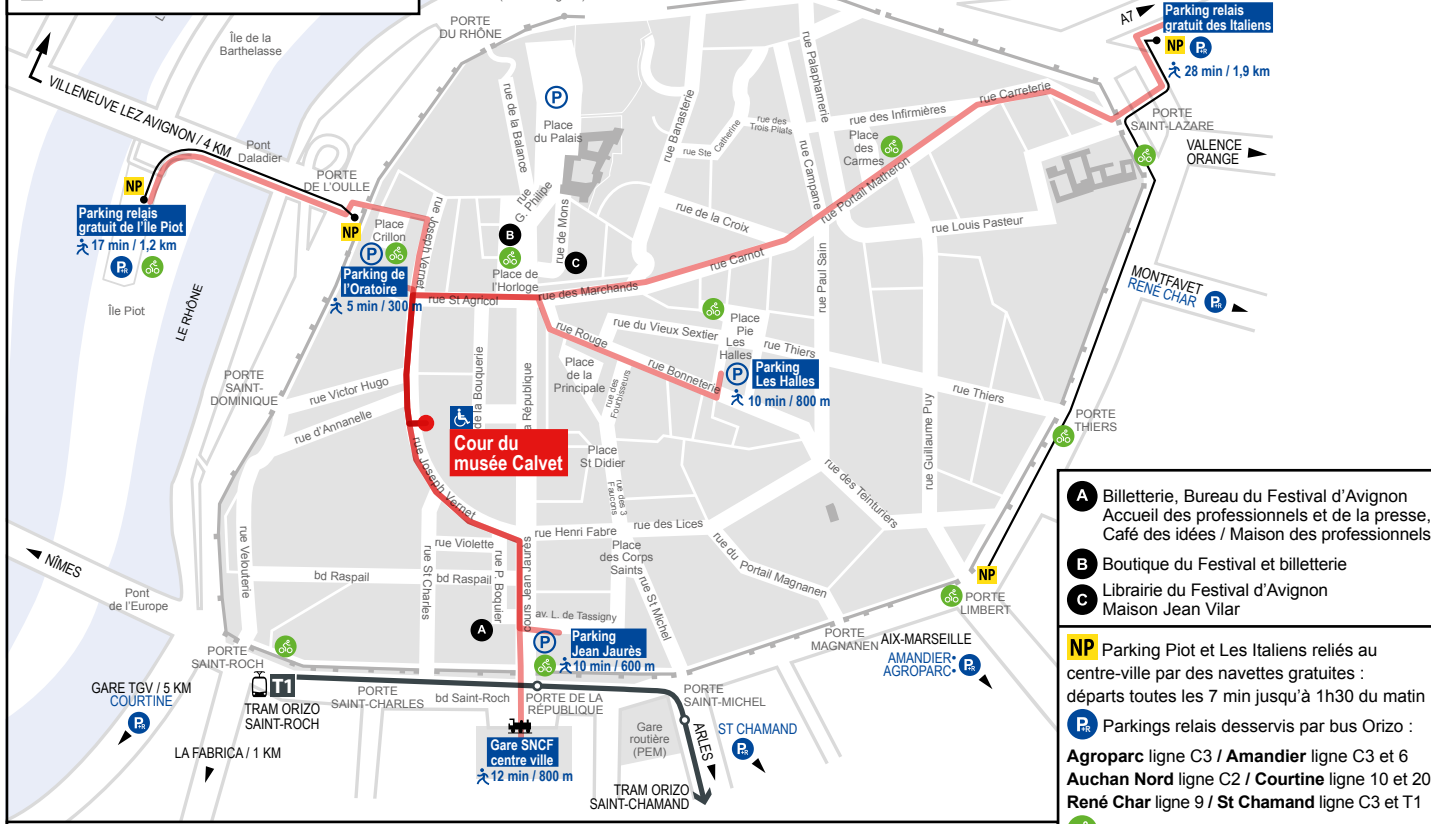 PORTE
DU RHÔNE
Île de la
Barthelasse
VILLENEUVE LEZ AVIGNON / 4 KM
Pont
Daladier
PORTE
DE L'OULLE
NP
Parking relais
gratuit de l'Île Piot
17 min / 1,2 km
P+R
Île Piot
LE RHÔNE
NP
Place
Crillon
P
Parking de
l'Oratoire
5 min / 300 m
rue Joseph Vernet
rue St Agricol
rue de la Balance
P
Place
du Palais
rue
G. Philipe
B
Place de
l'Horloge
rue de Mons
C
rue des Marchands
rue Banasterie
rue Ste Catherine
rue des
Trois Pilats
rue Palapharnerie
rue des Infirmières
rue Carreterie
Place
des
Carmes
rue Campane
rue Portail Matheron
rue de la Croix
rue Carnot
rue Louis Pasteur
rue Paul Sain
A7
Parking relais
gratuit des Italiens
NP
P+R
28 min / 1,9 km
PORTE
SAINT-LAZARE
VALENCE
ORANGE
MONTFAVET
RENÉ CHAR
P+R
rue du Vieux Sextier
Place
Pie
Les
Halles
rue Thiers
rue Rouge
rue Bonneterie
P
Parking
Les Halles
10 min / 800 m
Place
de la
Principale
rue des
Fourbisseurs
rue Thiers
PORTE
THIERS
rue Guillaume Puy
PORTE
SAINT-
DOMINIQUE
rue Victor Hugo
rue d'Annanelle
de la Bouquerie
a République
Cour du
musée Calvet
rue Joseph Vernet
Place
St Didier
rue des 3
Faucons
rue des Teinturiers
rue Henri Fabre
rue des Lices
rue Violette
Place
des Corps
Saints
rue du Portail Magnanen
rue Velouterie
bd Raspail
rue St Charles
bd Raspail
rue P. Boquier
cours Jean Jaurès
av. L. de Tassigny
rue St Michel
A
P
Parking
Jean Jaurès
10 min / 600 m
NP
PORTE
LIMBERT
PORTE
MAGNANEN
AIX-MARSEILLE
AMANDIER•
AGROPARC•
P+R
NÎMES
Pont
de l'Europe
PORTE
SAINT-ROCH
GARE TGV / 5 KM
COURTINE
P+R
T1
TRAM ORIZO
SAINT-ROCH
PORTE
SAINT-CHARLES
bd Saint-Roch
PORTE DE LA
RÉPUBLIQUE
PORTE
SAINT-MICHEL
LA FABRICA / 1 KM
Gare SNCF
centre ville
12 min / 800 m
Gare
routière
(PEM)
ARLES
ST CHAMAND
P+R
TRAM ORIZO
SAINT-CHAMAND
A Billetterie, Bureau du Festival d'Avignon
Accueil des professionnels et de la presse,
Café des idées / Maison des professionnels
B Boutique du Festival et billetterie
C Librairie du Festival d'Avignon
Maison Jean Vilar
NP Parking Piot et Les Italiens reliés au
centre-ville par des navettes gratuites :
départs toutes les 7 min jusqu'à 1h30 du matin
P+R Parkings relais desservis par bus Orizo :
Agroparc ligne C3 / Amandier ligne C3 et 6
Auchan Nord ligne C2 / Courtine ligne 10 et 20
René Char ligne 9 / St Chamand ligne C3 et T1